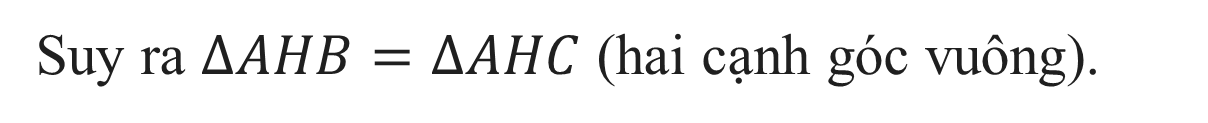 Suy ra ΔAHB = ΔAHC (hai cạnh góc vuông).